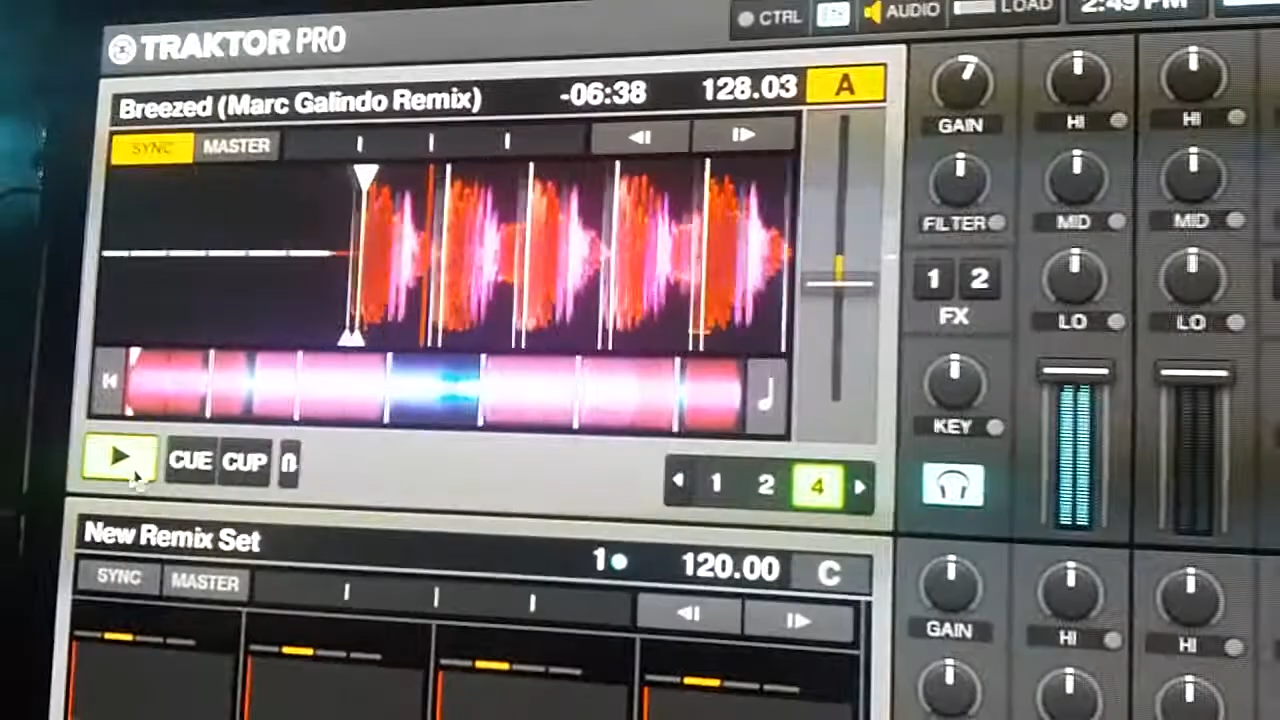 CTRL AUDIO LOAD 2:49 PM
TRAKTOR PRO
Breezed (Marc Galindo Remix) -06:38 128.03 A
SYNC MASTER
GAIN HI HI
FILTER MID MID
1 2
FX LO LO
KEY
CUE CUP
1 2 4
New Remix Set 1 120.00 C
SYNC MASTER
GAIN HI HI